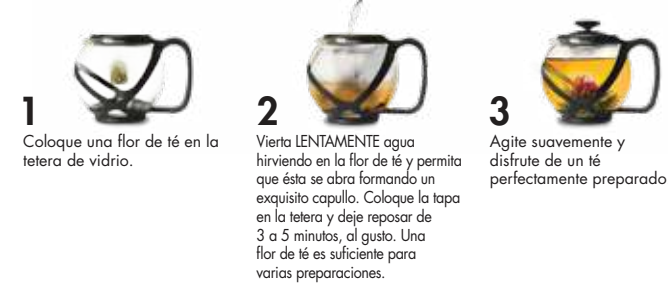 1
Coloque una flor de té en la
tetera de vidrio.
2
Vierta LENTAMENTE agua
hirviendo en la flor de té y permita
que ésta se abra formando un
exquisito capullo. Coloque la tapa
en la tetera y deje reposar de
3 a 5 minutos, al gusto. Una
flor de té es suficiente para
varias preparaciones.
3
Agite suavemente y
disfrute de un té
perfectamente preparado